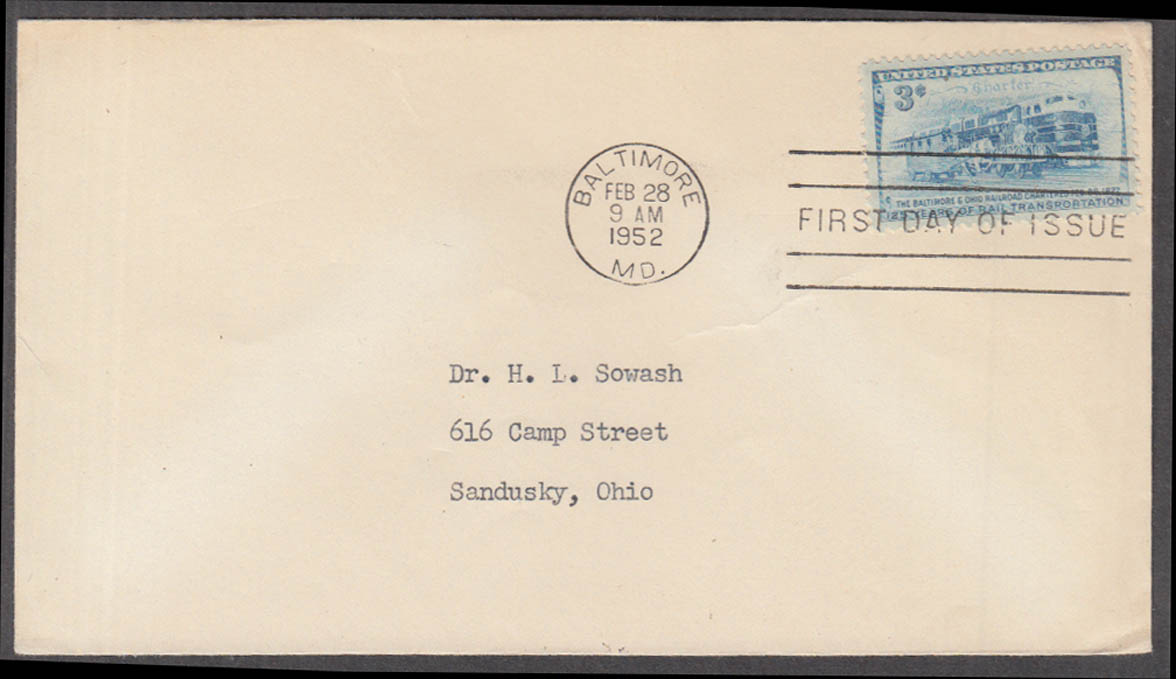 UNITED STATES POSTAGE
3¢
Charter
THE BALTIMORE & OHIO RAILROAD CHARTERED FEB. 28, 1827
125 YEARS OF RAIL TRANSPORTATION
BALTIMORE
FEB 28
9 AM
1952
MD.
FIRST DAY OF ISSUE
Dr. H. L. Sowash
616 Camp Street
Sandusky, Ohio